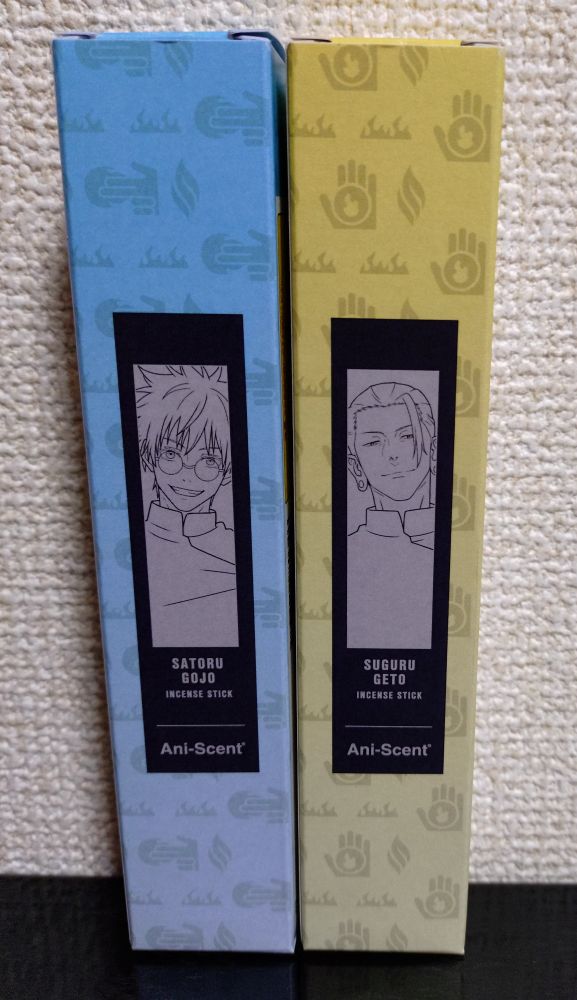 SATORU
GOJO
INCENSE STICK
Ani-Scent®
SUGURU
GETO
INCENSE STICK
Ani-Scent®